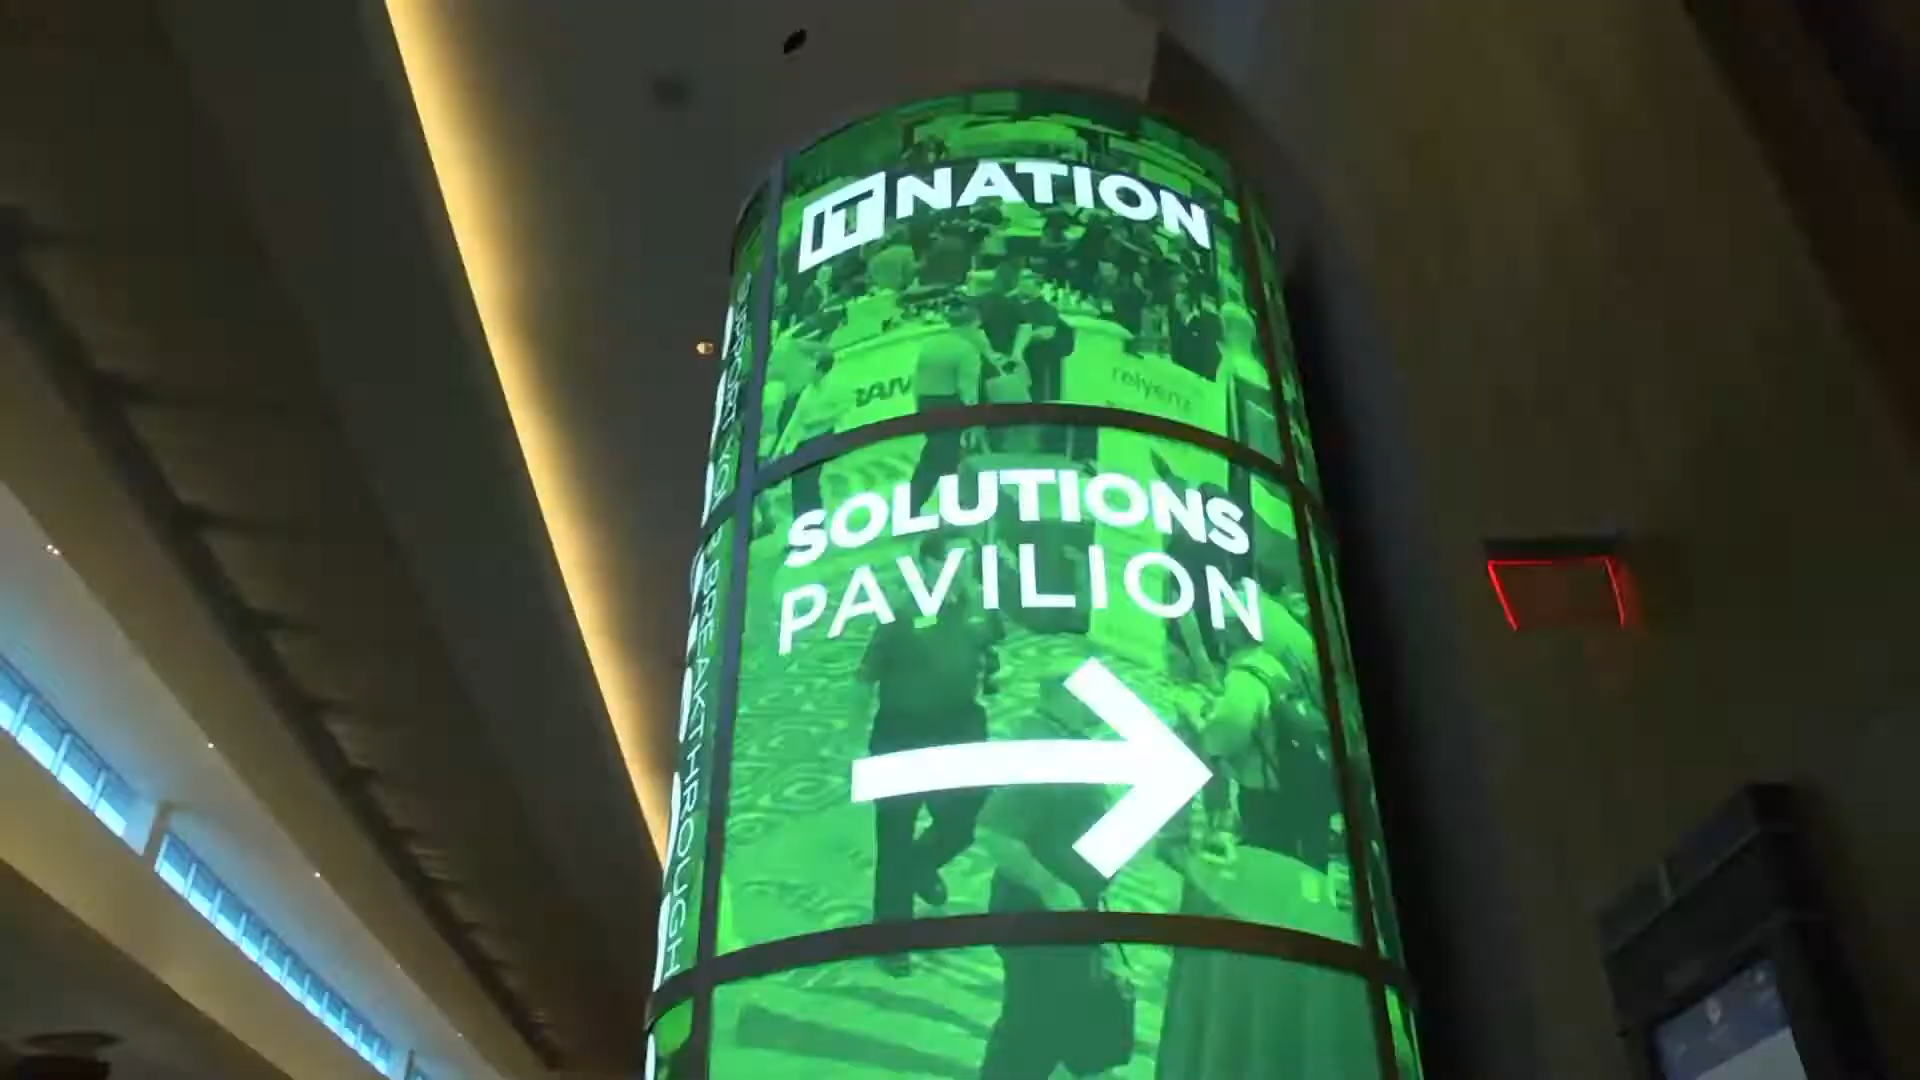 IT NATION
relyenz
SOLUTIONS
PAVILION
BREAKTHROUGH